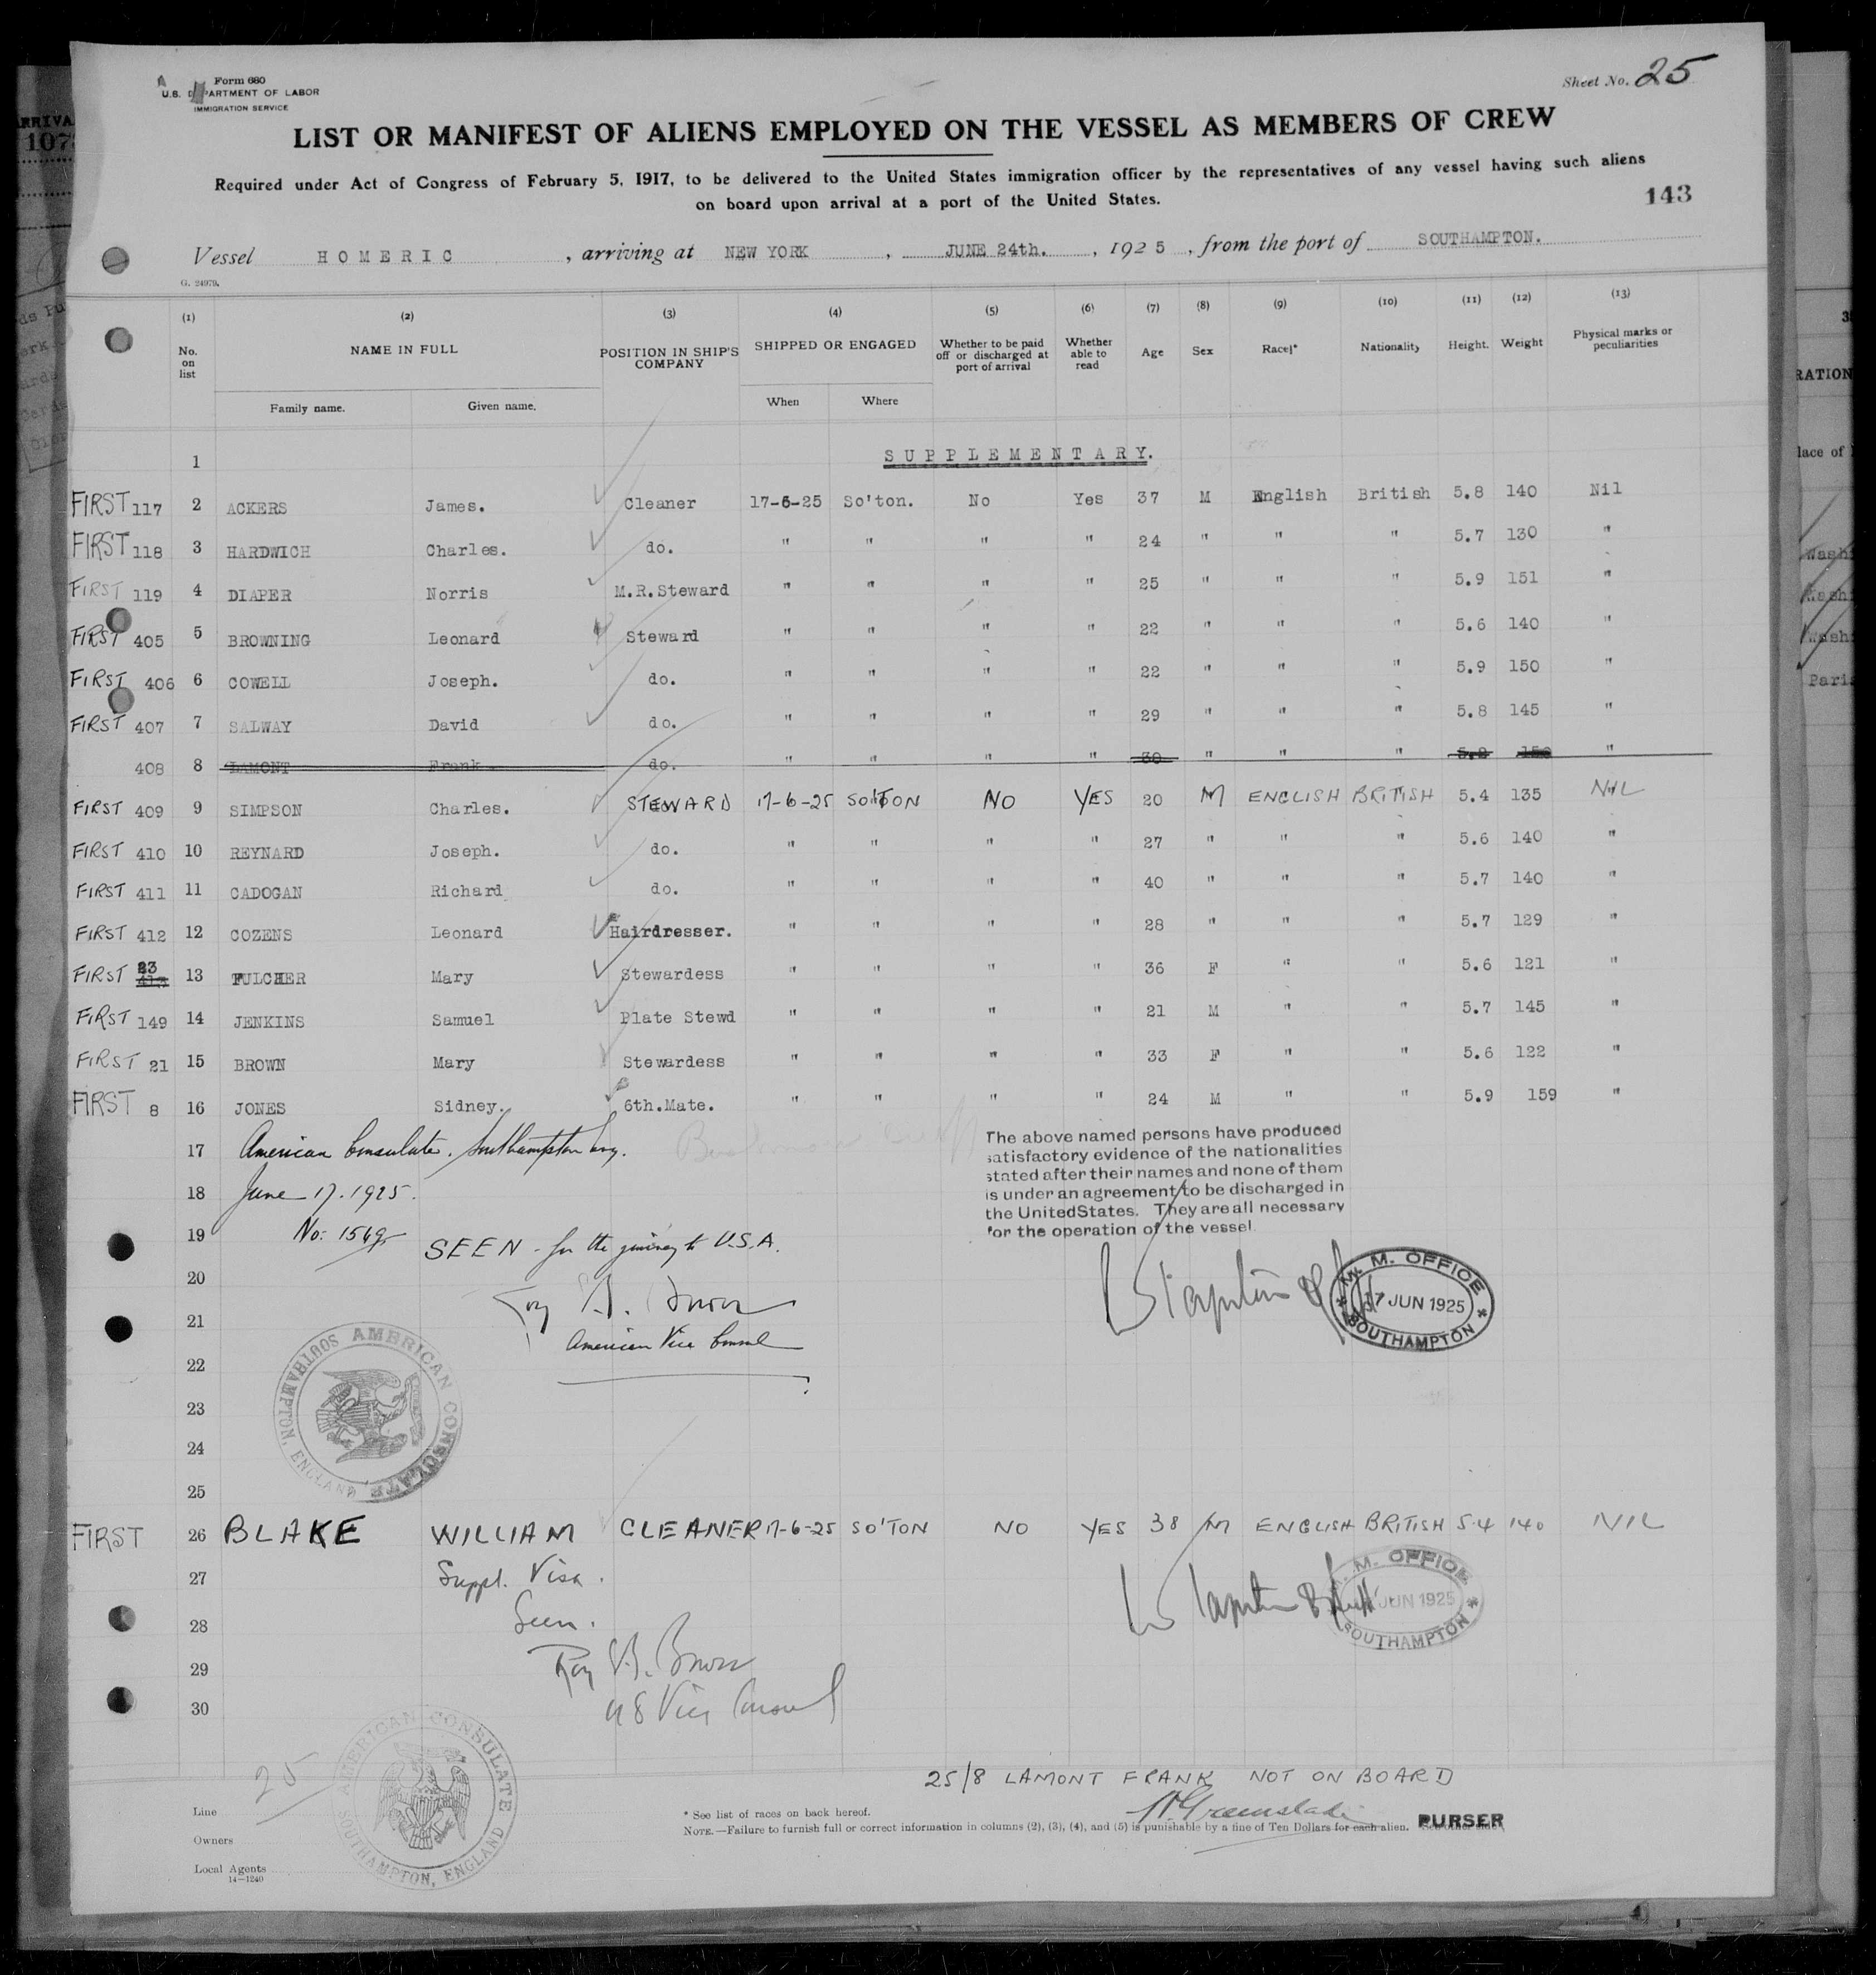 Form 680
U.S. DEPARTMENT OF LABOR
IMMIGRATION SERVICE
Sheet No. 25
LIST OR MANIFEST OF ALIENS EMPLOYED ON THE VESSEL AS MEMBERS OF CREW
Required under Act of Congress of February 5, 1917, to be delivered to the United States immigration officer by the representatives of any vessel having such aliens
on board upon arrival at a port of the United States.
143
Vessel HOMERIC, arriving at NEW YORK, JUNE 24th., 1925, from the port of SOUTHAMPTON.
G. 24979.
(1) (2) (3) (4) (5) (6) (7) (8) (9) (10) (11) (12) (13)
No. on list NAME IN FULL POSITION IN SHIP'S COMPANY SHIPPED OR ENGAGED Whether to be paid off or discharged at port of arrival Whether able to read Age Sex Race* Nationality Height. Weight Physical marks or peculiarities
Family name. Given name. When Where
1 SUPPLEMENTARY.
FIRST 117 2 ACKERS James. Cleaner 17-6-25 So'ton. No Yes 37 M English British 5.8 140 Nil
FIRST 118 3 HARDWICH Charles. do. " " " " 24 " " " 5.7 130 "
FIRST 119 4 DIAPER Norris M.R.Steward " " " " 25 " " " 5.9 151 "
FIRST 405 5 BROWNING Leonard Steward " " " " 22 " " " 5.6 140 "
FIRST 406 6 COWELL Joseph. do. " " " " 22 " " " 5.9 150 "
FIRST 407 7 SALWAY David do. " " " " 29 " " " 5.8 145 "
408 8 LAMONT Frank do. " " " " 30 " " " "
FIRST 409 9 SIMPSON Charles. STEWARD 17-6-25 SO'TON NO YES 20 M ENGLISH BRITISH 5.4 135 NIL
FIRST 410 10 REYNARD Joseph. do. " " " " 27 " " " 5.6 140 "
FIRST 411 11 CADOGAN Richard do. " " " " 40 " " " 5.7 140 "
FIRST 412 12 COZENS Leonard Hairdresser. " " " " 28 " " " 5.7 129 "
FIRST 23 13 FULCHER Mary Stewardess " " " " 36 F " " 5.6 121 "
FIRST 149 14 JENKINS Samuel Plate Stewd " " " " 21 M " " 5.7 145 "
FIRST 21 15 BROWN Mary Stewardess " " " " 33 F " " 5.6 122 "
FIRST 8 16 JONES Sidney. 6th.Mate. " " " " 24 M " " 5.9 159 "
17 American Consulate. Southampton Eng.
The above named persons have produced
satisfactory evidence of the nationalities
stated after their names and none of them
is under an agreement to be discharged in
the United States. They are all necessary
for the operation of the vessel.
18 June 17. 1925.
19 No: 1549
SEEN - for the journey to U.S.A.
20
M. M. OFFICE
17 JUN 1925
SOUTHAMPTON
21
American Vice Consul
22
AMERICAN CONSULATE
SOUTHAMPTON, ENGLAND
23
24
25
FIRST 26 BLAKE WILLIAM CLEANER 17-6-25 SO'TON NO YES 38 M ENGLISH BRITISH 5.4 140 NIL
27 Suppl. Visa.
M. OFFICE
JUN 1925
SOUTHAMPTON
28 Seen.
29 Roy
30 US Vice Consul
AMERICAN CONSULATE
SOUTHAMPTON, ENGLAND
25
25/8 LAMONT FRANK NOT ON BOARD
PURSER
Line
Owners
Local Agents
14—1240
* See list of races on back hereof.
NOTE.—Failure to furnish full or correct information in columns (2), (3), (4), and (5) is punishable by a fine of Ten Dollars for each alien.